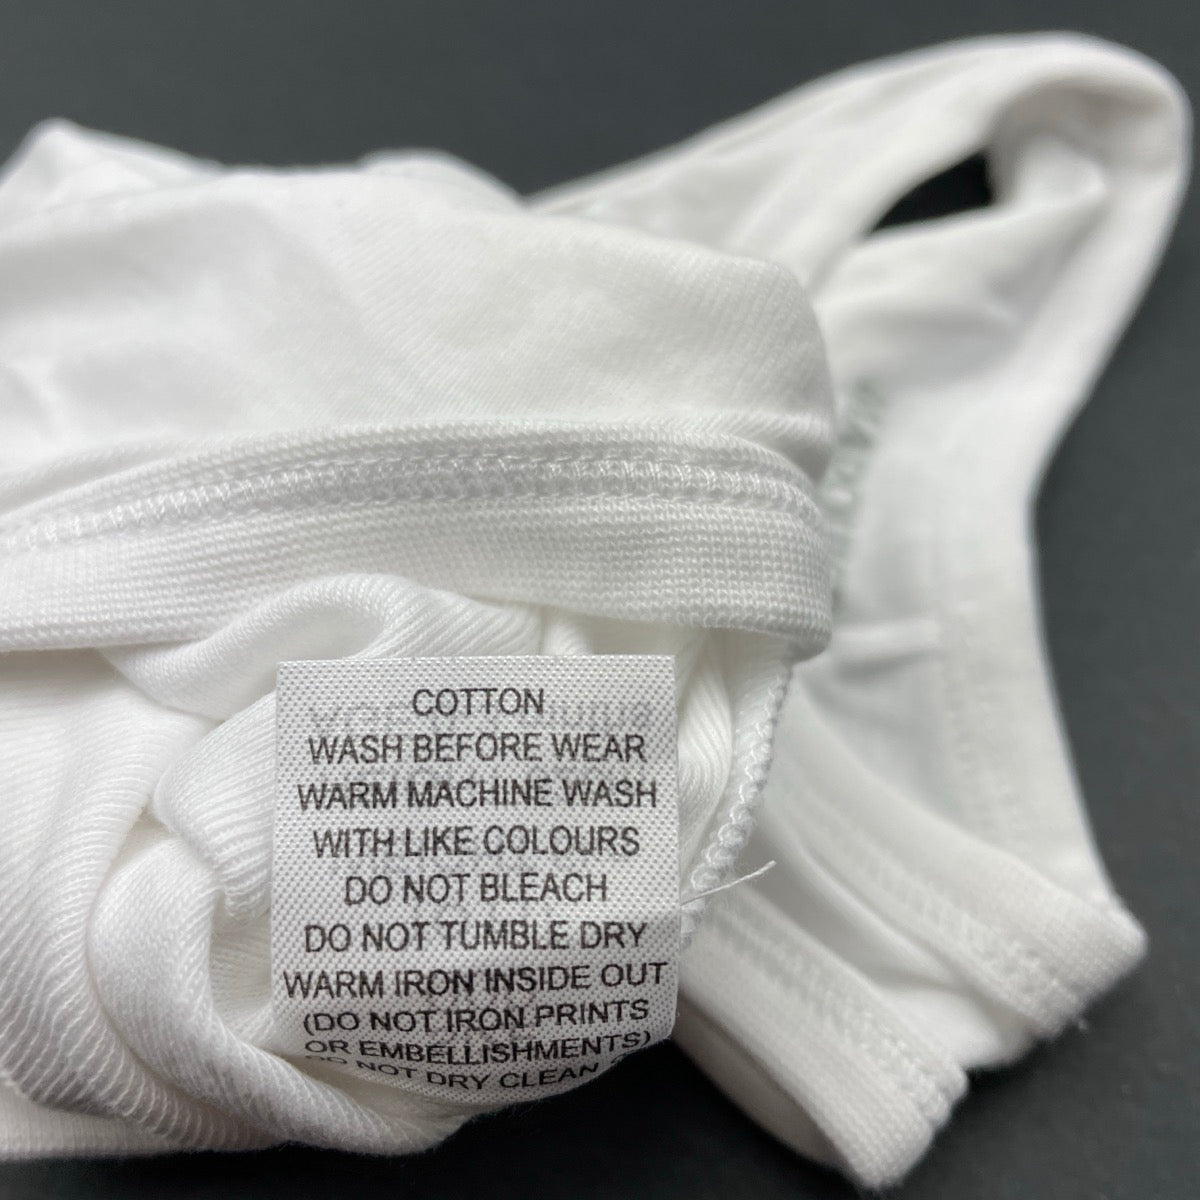 COTTON
WASH BEFORE WEAR
WARM MACHINE WASH
WITH LIKE COLOURS
DO NOT BLEACH
DO NOT TUMBLE DRY
WARM IRON INSIDE OUT
(DO NOT IRON PRINTS
OR EMBELLISHMENTS)
DO NOT DRY CLEAN